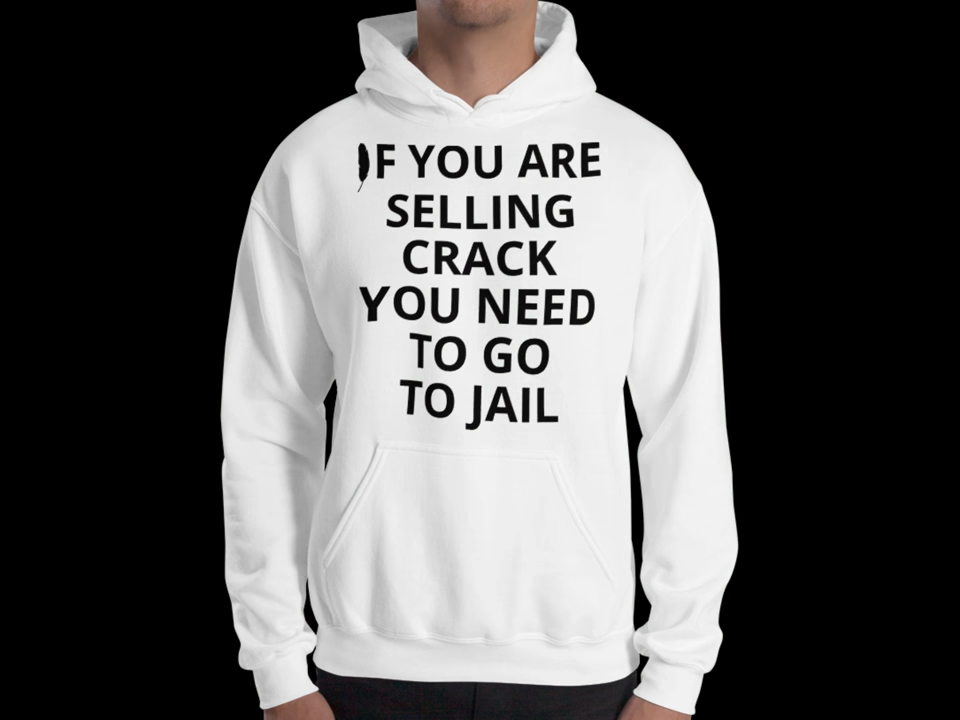 IF YOU ARE
SELLING
CRACK
YOU NEED
TO GO
TO JAIL